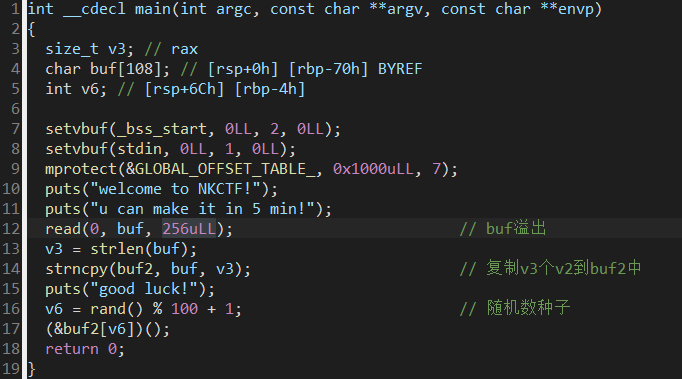 1 int __cdecl main(int argc, const char **argv, const char **envp)
2 {
3 size_t v3; // rax
4 char buf[108]; // [rsp+0h] [rbp-70h] BYREF
5 int v6; // [rsp+6Ch] [rbp-4h]
6
7 setvbuf(_bss_start, 0LL, 2, 0LL);
8 setvbuf(stdin, 0LL, 1, 0LL);
9 mprotect(&GLOBAL_OFFSET_TABLE_, 0x1000uLL, 7);
10 puts("welcome to NKCTF!");
11 puts("u can make it in 5 min!");
12 read(0, buf, 256uLL); // buf溢出
13 v3 = strlen(buf);
14 strncpy(buf2, buf, v3); // 复制v3个v2到buf2中
15 puts("good luck!");
16 v6 = rand() % 100 + 1; // 随机数种子
17 (&buf2[v6])();
18 return 0;
19 }